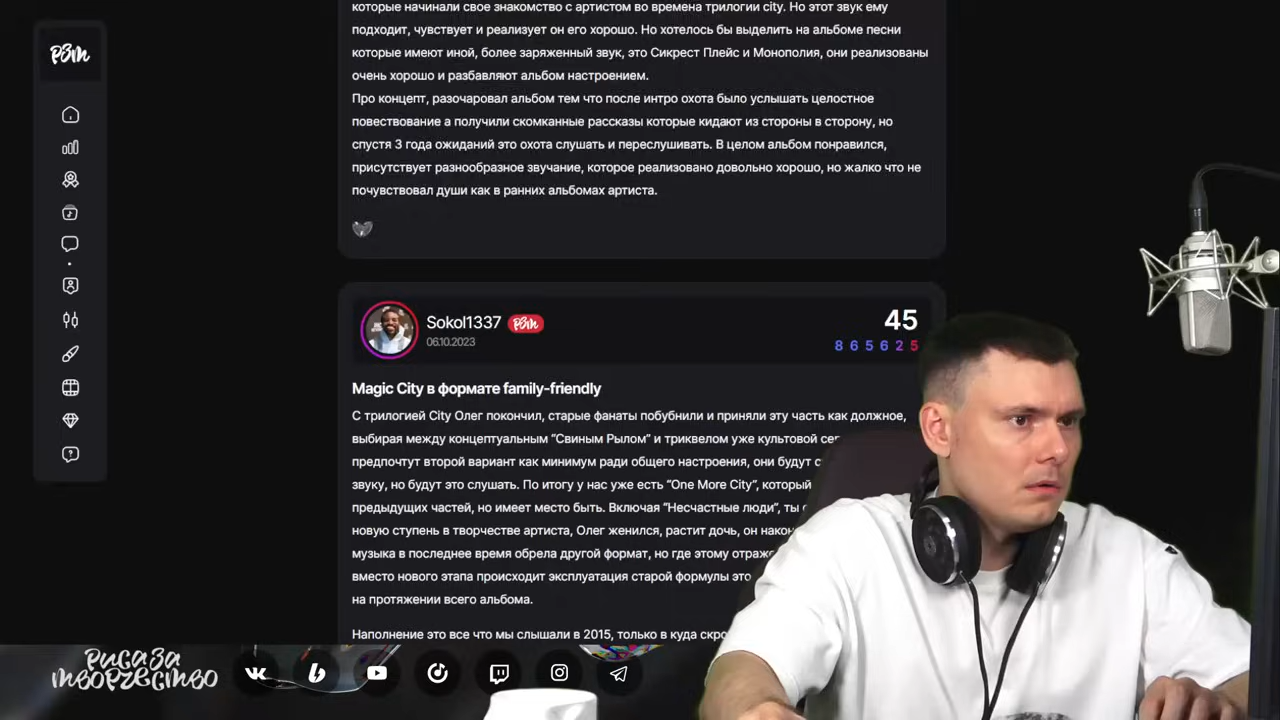 рзт
которые начинали свое знакомство с артистом во времена трилогии city. Но этот звук ему
подходит, чувствует и реализует он его хорошо. Но хотелось бы выделить на альбоме песни
которые имеют иной, более заряженный звук, это Сикрест Плейс и Монополия, они реализованы
очень хорошо и разбавляют альбом настроением.
Про концепт, разочаровал альбом тем что после интро охота было услышать целостное
повествование а получили скомканные рассказы которые кидают из стороны в сторону, но
спустя 3 года ожиданий это охота слушать и переслушивать. В целом альбом понравился,
присутствует разнообразное звучание, которое реализовано довольно хорошо, но жалко что не
почувствовал души как в ранних альбомах артиста.
Sokol1337 рзт
06.10.2023
45
8 6 5 6 2 5
Magic City в формате family-friendly
С трилогией City Олег покончил, старые фанаты побубнили и приняли эту часть как должное,
выбирая между концептуальным “Свиным Рылом” и триквелом уже культовой
предпочтут второй вариант как минимум ради общего настроения, они будут
звуку, но будут это слушать. По итогу у нас уже есть “One More City”, который
предыдущих частей, но имеет место быть. Включая “Несчастные люди”, ты
новую ступень в творчестве артиста, Олег женился, растит дочь, он
музыка в последнее время обрела другой формат, но где этому
вместо нового этапа происходит эксплуатация старой формулы это
на протяжении всего альбома.
Наполнение это все что мы слышали в 2015, только в куда
риса за
творчество